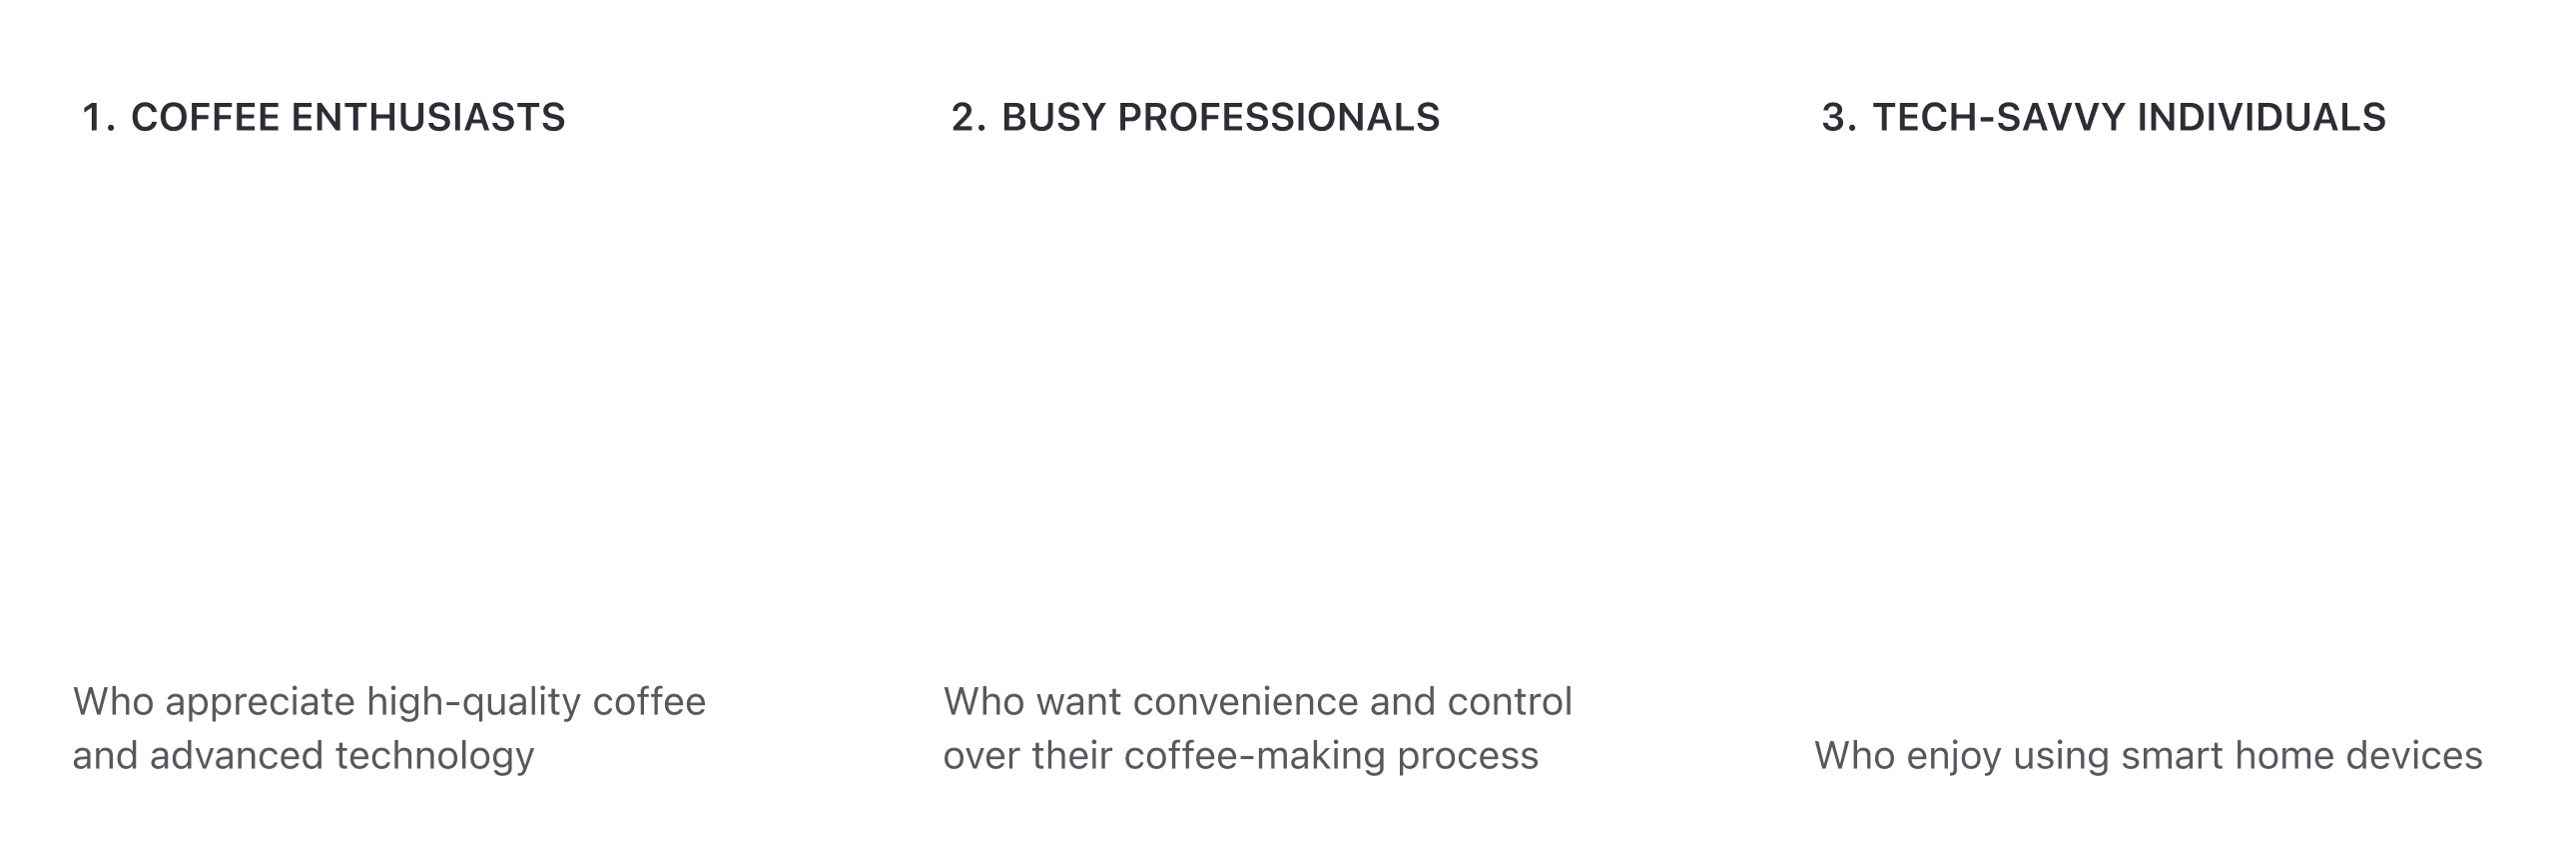 1. COFFEE ENTHUSIASTS
Who appreciate high-quality coffee
and advanced technology
2. BUSY PROFESSIONALS
Who want convenience and control
over their coffee-making process
3. TECH-SAVVY INDIVIDUALS
Who enjoy using smart home devices